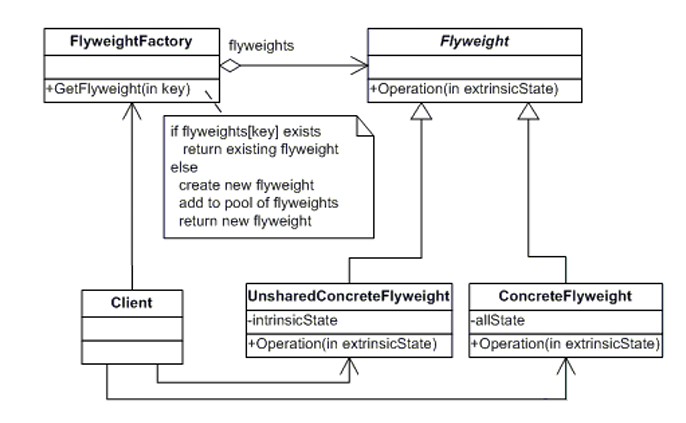 FlyweightFactory
+GetFlyweight(in key)
flyweights
Flyweight
+Operation(in extrinsicState)
if flyweights[key] exists
return existing flyweight
else
create new flyweight
add to pool of flyweights
return new flyweight
Client
UnsharedConcreteFlyweight
-intrinsicState
+Operation(in extrinsicState)
ConcreteFlyweight
-allState
+Operation(in extrinsicState)